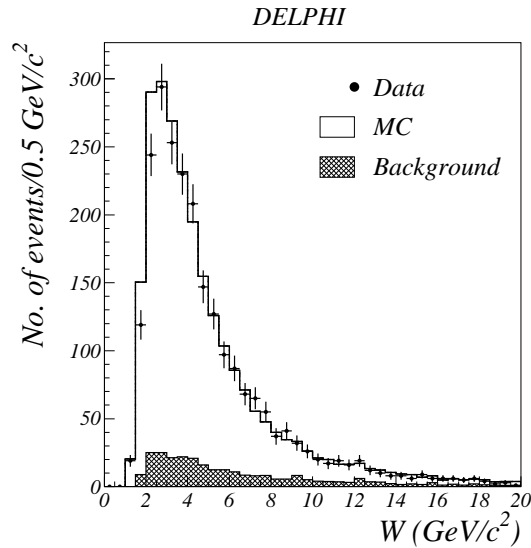 DELPHI
No. of events/0.5 GeV/c²
300
250
200
150
100
50
0
Data
MC
Background
0 2 4 6 8 10 12 14 16 18 20
W (GeV/c²)